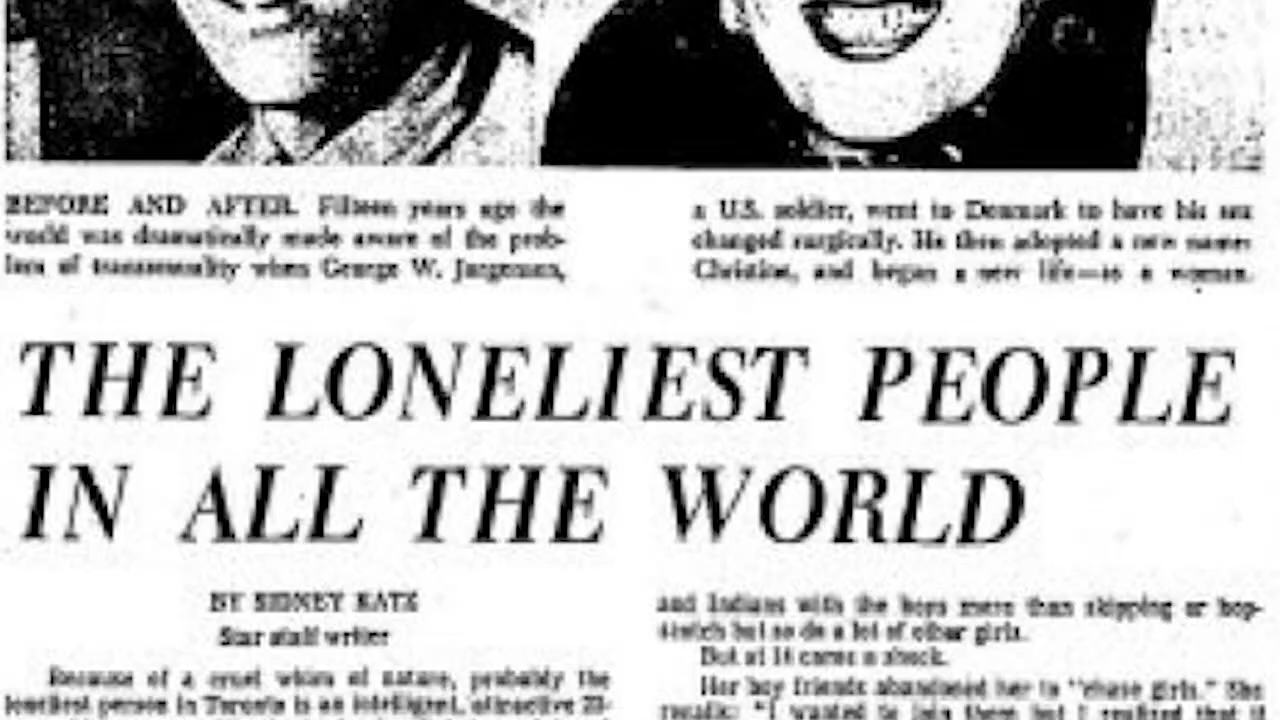 BEFORE AND AFTER. Fifteen years ago the
world was dramatically made aware of the prob-
lem of transsexuality when George W. Jorgensen,
a U.S. soldier, went to Denmark to have his sex
changed surgically. He then adopted a new name:
Christine, and began a new life—as a woman.
THE LONELIEST PEOPLE
IN ALL THE WORLD
BY SIDNEY KATZ
Star staff writer
Because of a cruel whim of nature, probably the
loneliest person in Toronto is an intelligent, attractive
and Indians with the boys more than skipping or hop-
scotch but so do a lot of other girls.
But at 14 came a shock.
Her boy friends abandoned her to "chase girls." She
recalls: "I wanted to join them but I realized that it